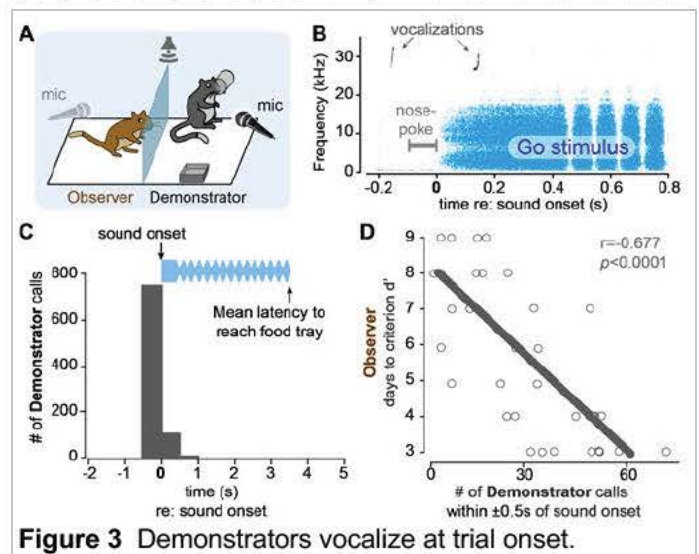 A
mic
mic
Observer
Demonstrator
B
vocalizations
Frequency (kHz)
30
20
10
0
nose-
poke
Go stimulus
-0.2
0
0.2
0.4
0.6
0.8
time re: sound onset (s)
C
sound onset
# of Demonstrator calls
800
600
400
200
0
Mean latency to
reach food tray
-2
-1
0
1
2
3
4
5
time (s)
re: sound onset
D
Observer
days to criterion d'
9
8
7
6
5
4
3
r=-0.677
p<0.0001
0
30
60
# of Demonstrator calls
within ±0.5s of sound onset
Figure 3 Demonstrators vocalize at trial onset.